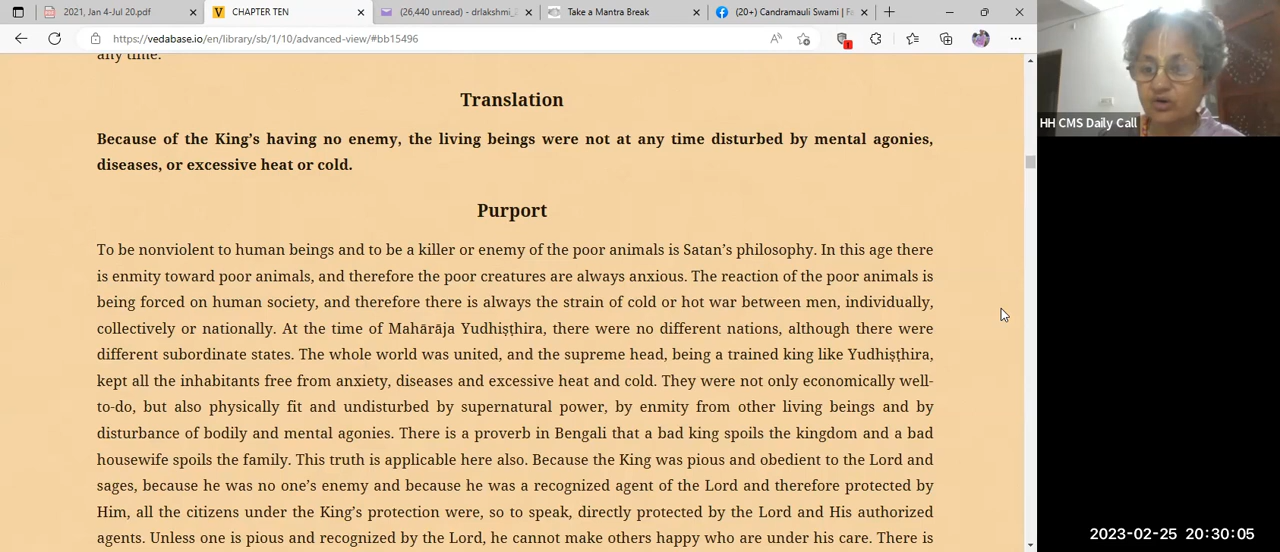 2021, Jan 4-Jul 20.pdf
CHAPTER TEN
(26,440 unread) - drlakshmi_
Take a Mantra Break
(20+) Candramauli Swami | Fa
https://vedabase.io/en/library/sb/1/10/advanced-view/#bb15496
any time.
Translation
Because of the King's having no enemy, the living beings were not at any time disturbed by mental agonies,
diseases, or excessive heat or cold.
Purport
To be nonviolent to human beings and to be a killer or enemy of the poor animals is Satan's philosophy. In this age there
is enmity toward poor animals, and therefore the poor creatures are always anxious. The reaction of the poor animals is
being forced on human society, and therefore there is always the strain of cold or hot war between men, individually,
collectively or nationally. At the time of Mahārāja Yudhiṣṭhira, there were no different nations, although there were
different subordinate states. The whole world was united, and the supreme head, being a trained king like Yudhiṣṭhira,
kept all the inhabitants free from anxiety, diseases and excessive heat and cold. They were not only economically well-
to-do, but also physically fit and undisturbed by supernatural power, by enmity from other living beings and by
disturbance of bodily and mental agonies. There is a proverb in Bengali that a bad king spoils the kingdom and a bad
housewife spoils the family. This truth is applicable here also. Because the King was pious and obedient to the Lord and
sages, because he was no one's enemy and because he was a recognized agent of the Lord and therefore protected by
Him, all the citizens under the King's protection were, so to speak, directly protected by the Lord and His authorized
agents. Unless one is pious and recognized by the Lord, he cannot make others happy who are under his care. There is
HH CMS Daily Call
2023-02-25 20:30:05